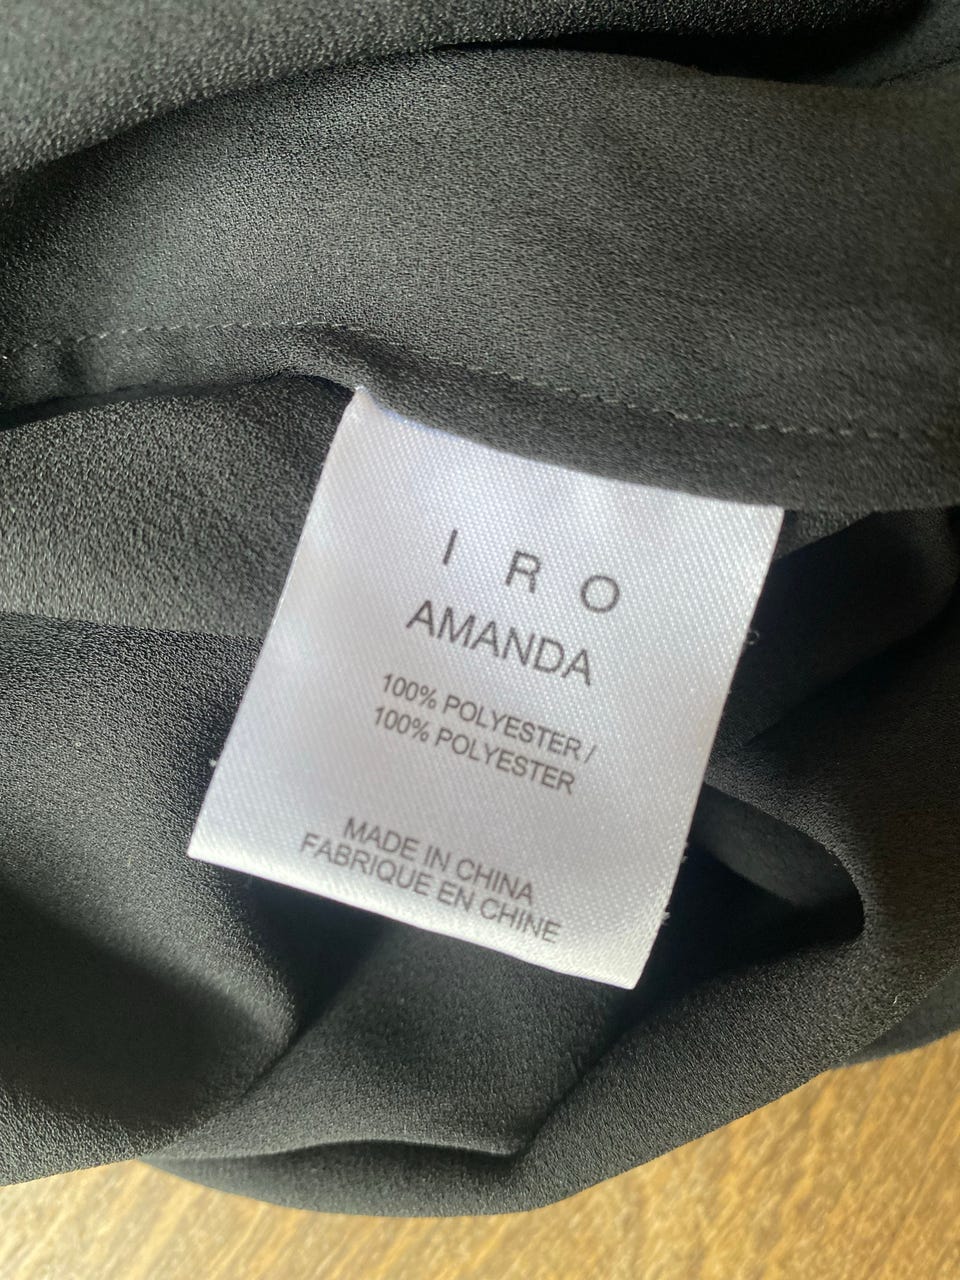 I R O
AMANDA
100% POLYESTER /
100% POLYESTER
MADE IN CHINA
FABRIQUE EN CHINE